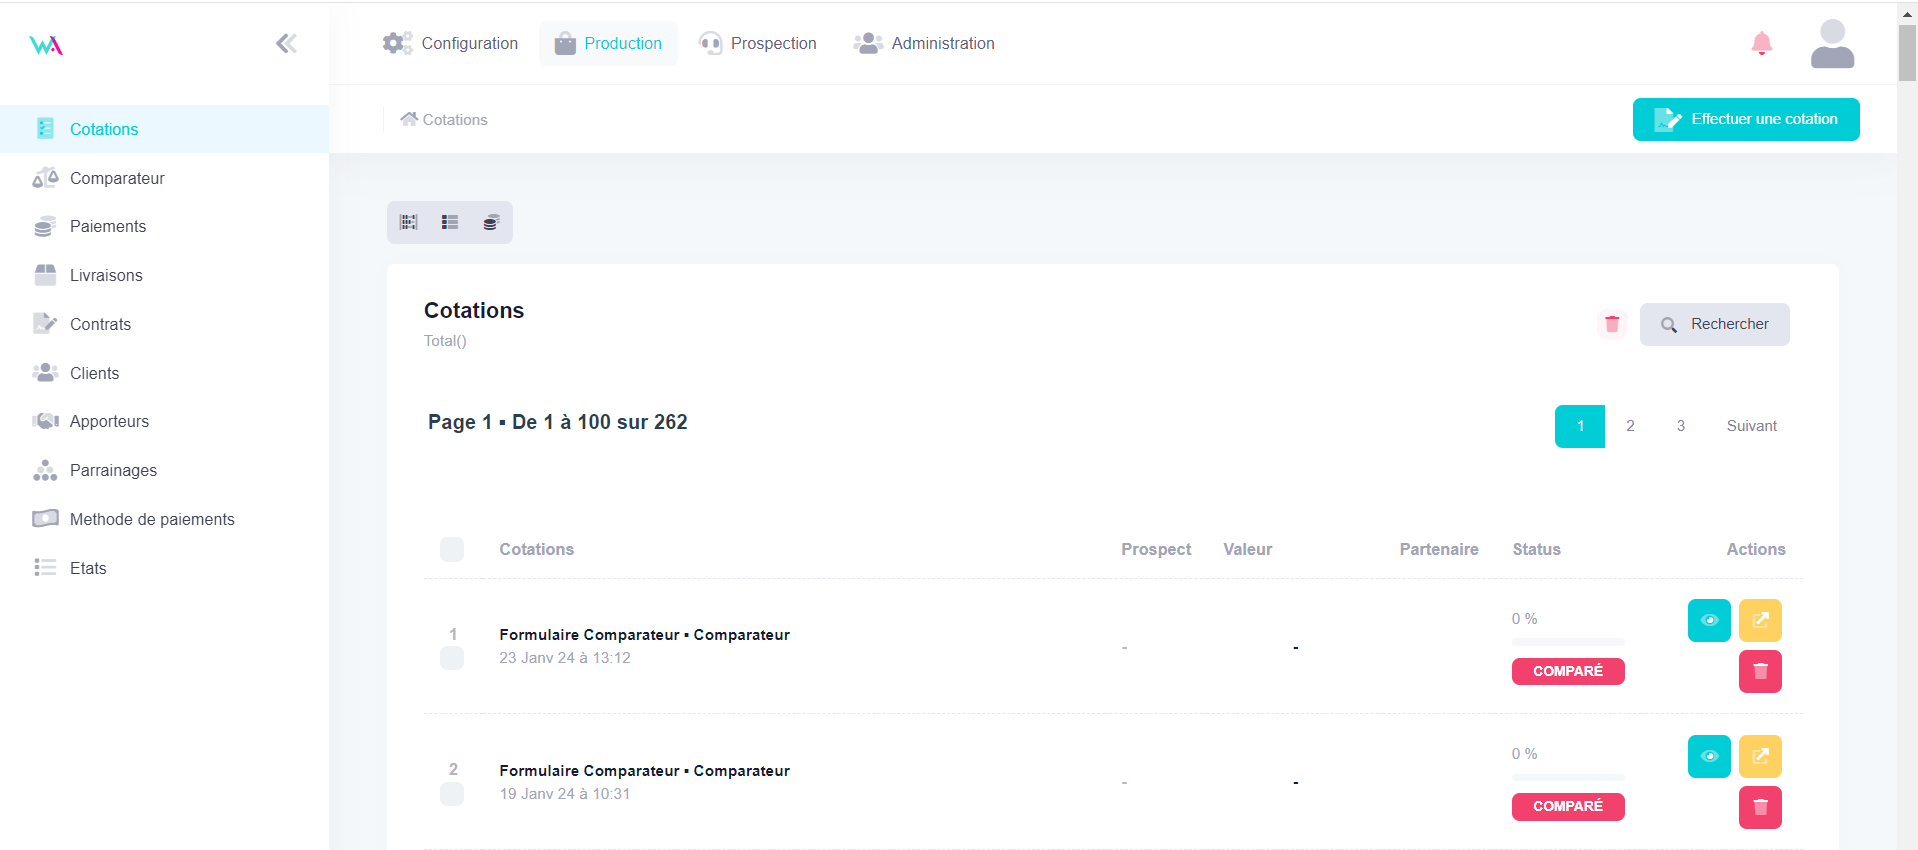 WA
Configuration
Production
Prospection
Administration
Cotations
Effectuer une cotation
Cotations
Comparateur
Paiements
Livraisons
Contrats
Clients
Apporteurs
Parrainages
Methode de paiements
Etats
Cotations
Total()
Rechercher
Page 1 ▪ De 1 à 100 sur 262
1 2 3 Suivant
Cotations Prospect Valeur Partenaire Status Actions
1
Formulaire Comparateur ▪ Comparateur
23 Janv 24 à 13:12
-
-
0 %
COMPARÉ
2
Formulaire Comparateur ▪ Comparateur
19 Janv 24 à 10:31
-
-
0 %
COMPARÉ